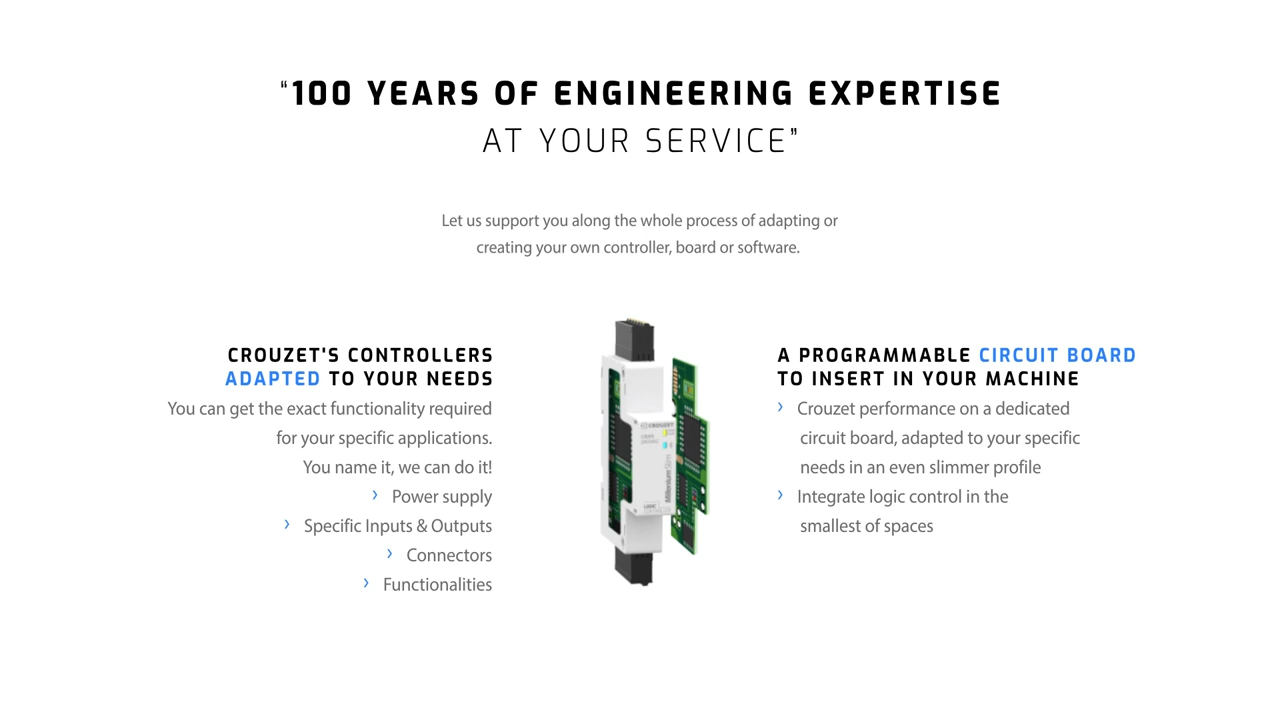 “100 YEARS OF ENGINEERING EXPERTISE
AT YOUR SERVICE”
Let us support you along the whole process of adapting or
creating your own controller, board or software.
CROUZET'S CONTROLLERS
ADAPTED TO YOUR NEEDS
You can get the exact functionality required
for your specific applications.
You name it, we can do it!
› Power supply
› Specific Inputs & Outputs
› Connectors
› Functionalities
CROUZET
Millenium Slim
LOGIC
A PROGRAMMABLE CIRCUIT BOARD
TO INSERT IN YOUR MACHINE
› Crouzet performance on a dedicated
circuit board, adapted to your specific
needs in an even slimmer profile
› Integrate logic control in the
smallest of spaces